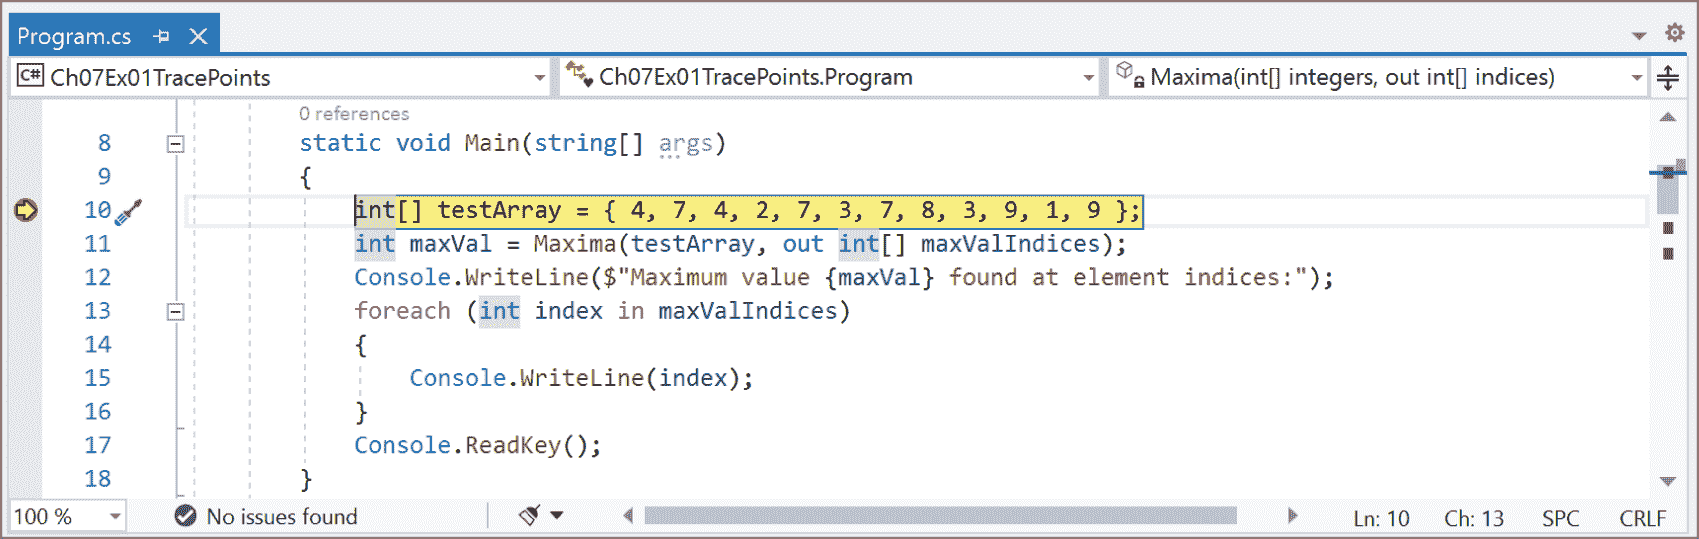 Program.cs
C# Ch07Ex01TracePoints Ch07Ex01TracePoints.Program Maxima(int[] integers, out int[] indices)
0 references
8 static void Main(string[] args)
9 {
10 int[] testArray = { 4, 7, 4, 2, 7, 3, 7, 8, 3, 9, 1, 9 };
11 int maxVal = Maxima(testArray, out int[] maxValIndices);
12 Console.WriteLine($"Maximum value {maxVal} found at element indices:");
13 foreach (int index in maxValIndices)
14 {
15 Console.WriteLine(index);
16 }
17 Console.ReadKey();
18 }
100 % No issues found Ln: 10 Ch: 13 SPC CRLF